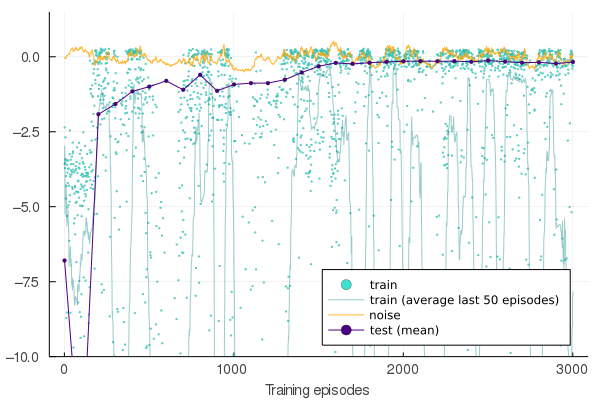 0.0
−2.5
−5.0
−7.5
−10.0
train
train (average last 50 episodes)
noise
test (mean)
0 1000 2000 3000
Training episodes